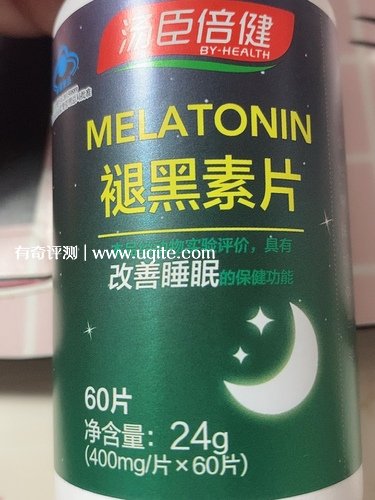 汤臣倍健
BY-HEALTH
MELATONIN
褪黑素片
物实验评价，具有
改善睡眠的保健功能
有奇评测 | www.uqite.com
60片
净含量：24g
(400mg/片×60片)